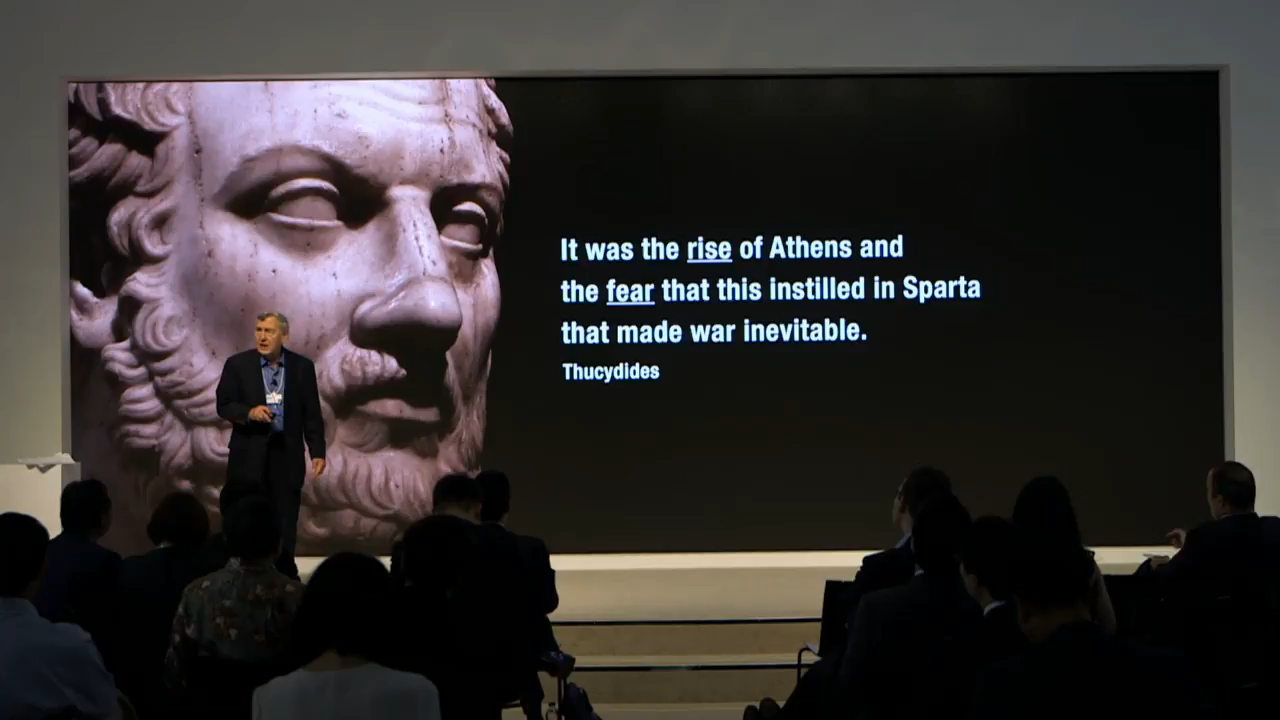 It was the rise of Athens and
the fear that this instilled in Sparta
that made war inevitable.
Thucydides